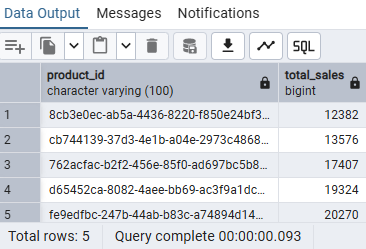 Data Output Messages Notifications
SQL
product_id total_sales
character varying (100) bigint
1 8cb3e0ec-ab5a-4436-8220-f850e24bf3... 12382
2 cb744139-37d3-4e1b-a04e-2973c4868... 13576
3 762acfac-b2f2-456e-85f0-ad697bc5b8... 17407
4 d65452ca-8082-4aee-bb69-ac3f9a1dc... 19324
5 fe9edfbc-247b-44ab-b83c-a74894d14... 20270
Total rows: 5 Query complete 00:00:00.093